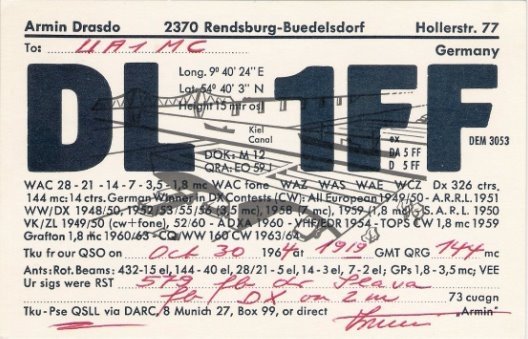 Armin Drasdo 2370 Rendsburg-Buedelsdorf Hollerstr. 77
To: UA1MC Germany
DL 1FF
Long. 9° 40' 24" E
Lat. 54° 40' 3" N
Height 15 mtr os.
Kiel
Canal
DOK: M 12
QRA: EO 59 J
ex
DA 5 FF
D 5 FF
DEM 3053
WAC 28 - 21 - 14 - 7 - 3,5 - 1,8 mc WAC fone WAZ WAS WAE WCZ Dx 326 ctrs,
144 mc: 14 ctrs. German Winner in DX Contests (CW): All European 1949/50 - A.R.R.L. 1951
WW/DX 1948/50, 1952/53/55/56 (3,5 mc), 1958 (7 mc), 1959 (1,8 mc) S.A.R.L. 1950
VK/ZL 1949/50 (cw+fone), 52/60 - ADXA 1960 - VHF/EDR 1954 - TOPS CW 1,8 mc 1959
Grafton 1,8 mc 1960/63 - CQ/WW 160 CW 1963/64
Tku fr our QSO on Oct 30 1964 at 1919 GMT QRG 144 mc
Ants: Rot. Beams: 432-15 el, 144-40 el, 28/21 - 5 el, 14-3 el, 7-2 el; GPs 1,8 - 3,5 mc; VEE
Ur sigs were RST 579 fb dr Slava
fb DX on 2 m 73 cuagn
Tku - Pse QSLL via DARC, 8 Munich 27, Box 99, or direct „Armin"